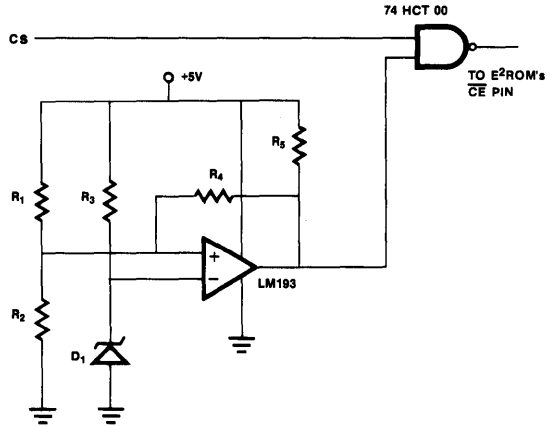 74 HCT 00
CS
TO E²ROM's
CE PIN
+5V
R5
R4
R1
R3
+
−
LM193
R2
D1